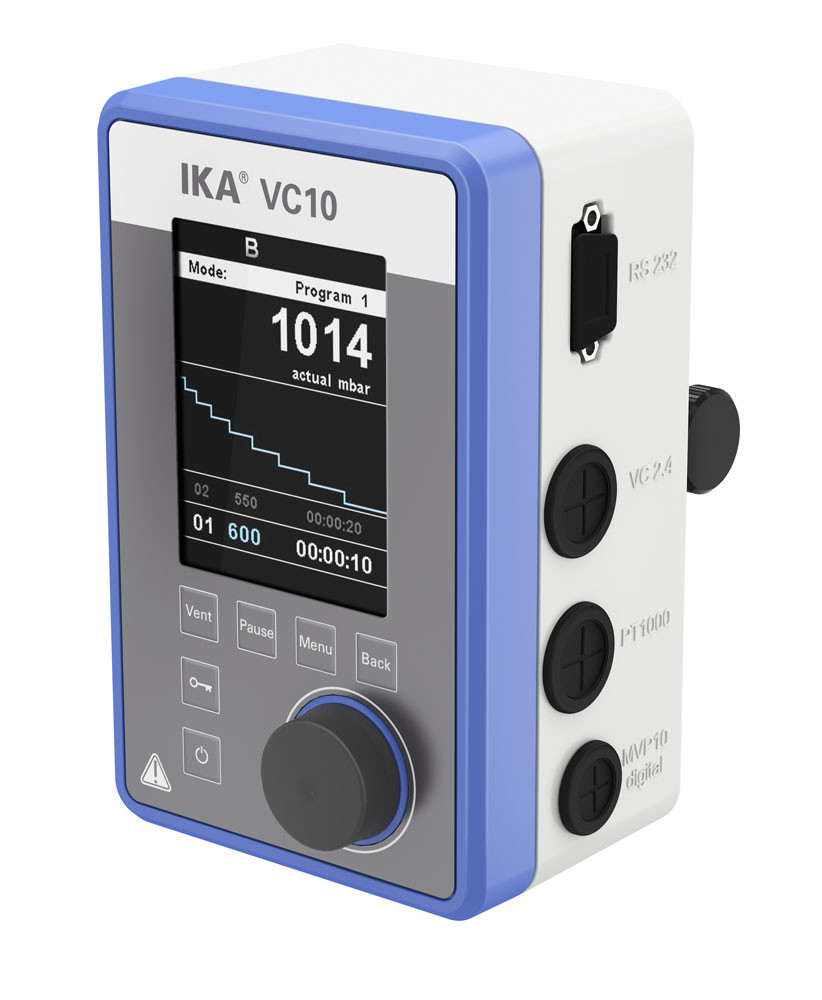 IKA® VC10
B
Mode:
Program 1
1014
actual mbar
02 550 00:00:20
01 600 00:00:10
Vent
Pause
Menu
Back
RS 232
VC 2.4
PT1000
MVP10
digital